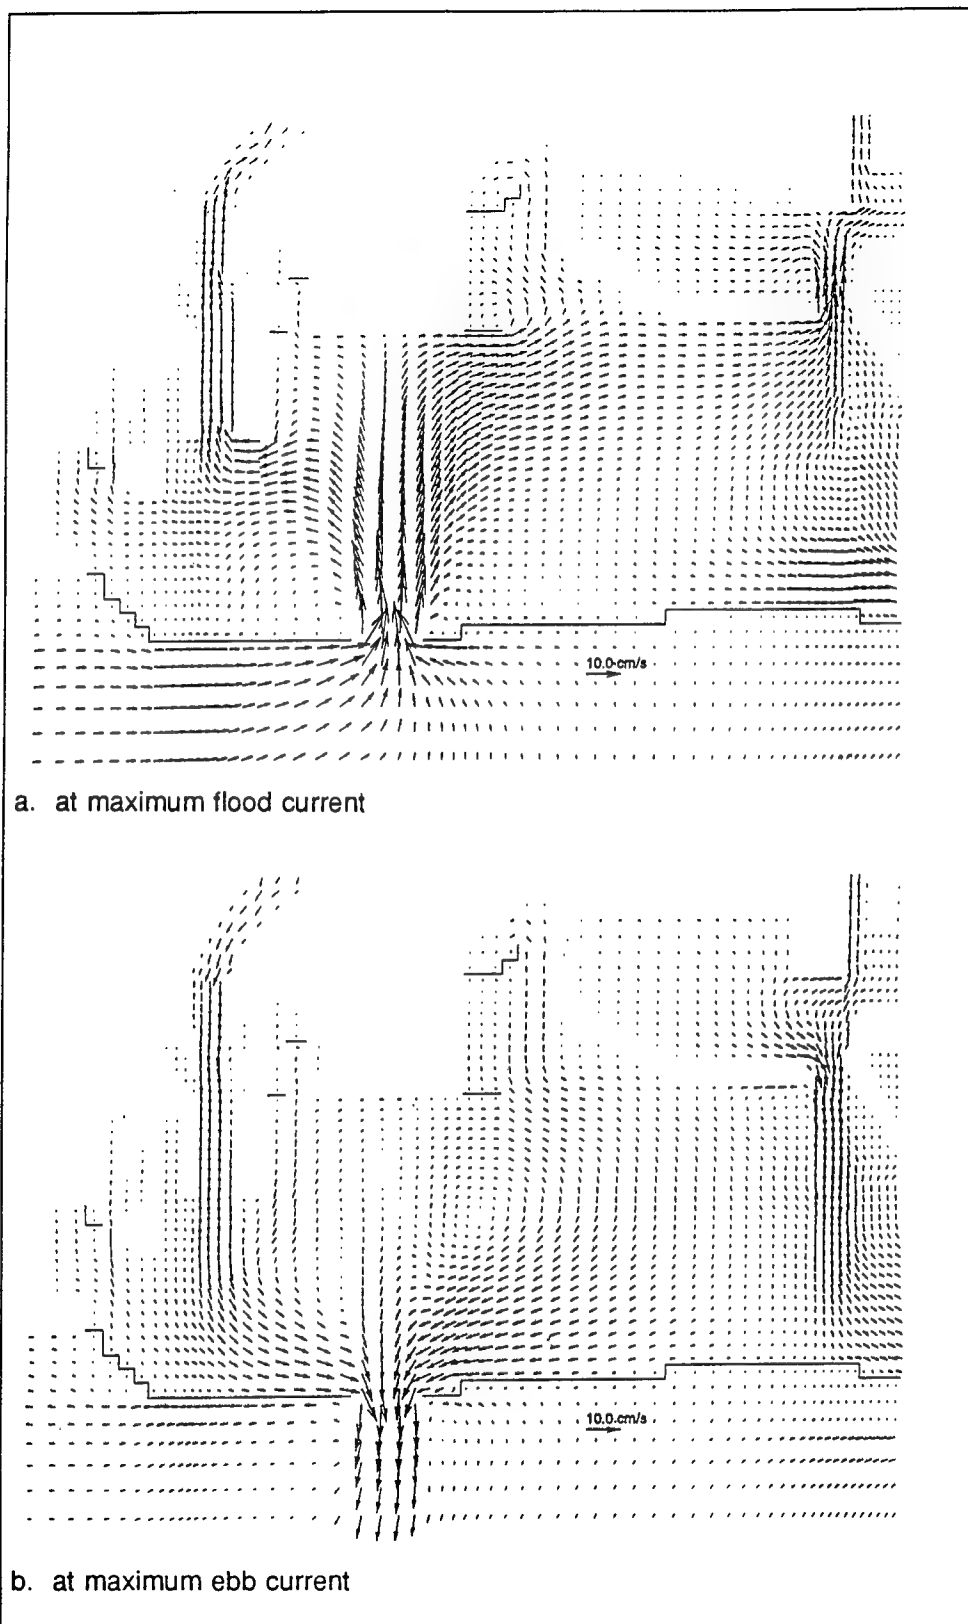 10.0 cm/s
a. at maximum flood current
10.0 cm/s
b. at maximum ebb current